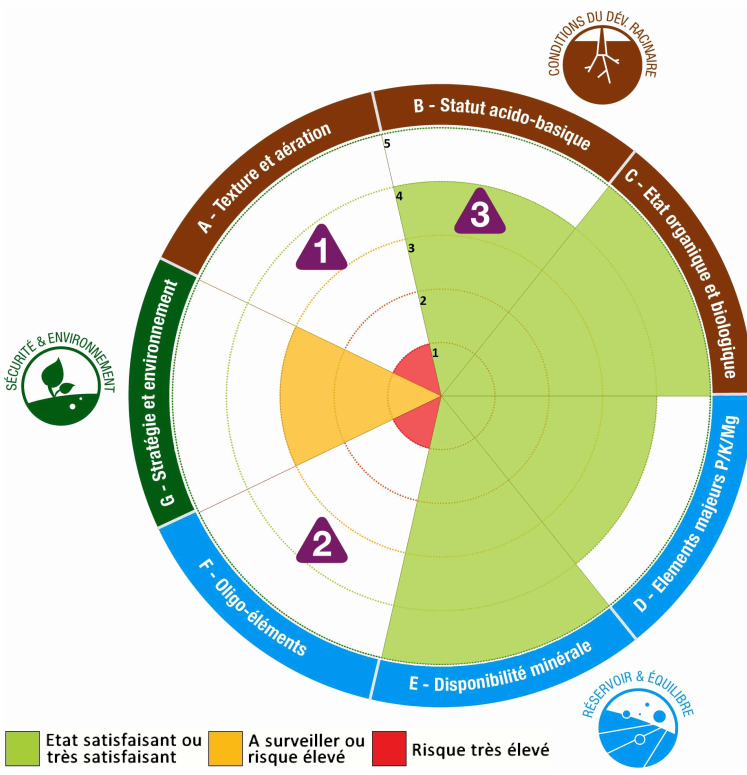 CONDITIONS DU DÉV. RACINAIRE
B - Statut acido-basique
A - Texture et aération
C - Etat organique et biologique
5
4
3
3
1
2
1
G - Stratégie et environnement
SÉCURITÉ & ENVIRONNEMENT
D - Elements majeurs P/K/Mg
2
F - Oligo-éléments
E - Disponibilité minérale
RÉSERVOIR & ÉQUILIBRE
Etat satisfaisant ou
très satisfaisant
A surveiller ou
risque élevé
Risque très élevé